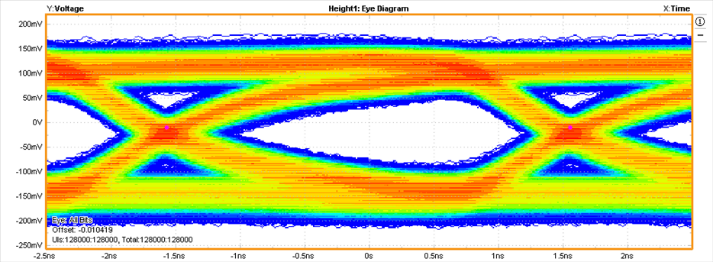 Y:Voltage Height1: Eye Diagram X:Time
200mV
150mV
100mV
50mV
0V
-50mV
-100mV
-150mV
-200mV
-250mV
Eye: All Bits
Offset: -0.010419
UIs:128000:128000, Total:128000:128000
-2.5ns -2ns -1.5ns -1ns -0.5ns 0s 0.5ns 1ns 1.5ns 2ns
1